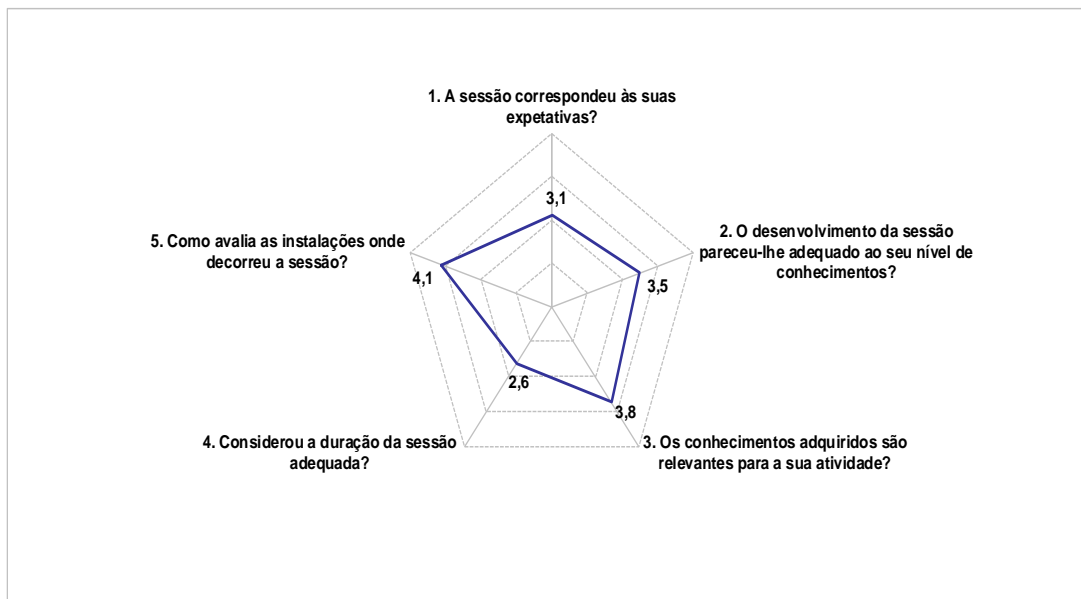 1. A sessão correspondeu às suas
expetativas?
3,1
2. O desenvolvimento da sessão
pareceu-lhe adequado ao seu nível de
conhecimentos?
3,5
3. Os conhecimentos adquiridos são
relevantes para a sua atividade?
3,8
4. Considerou a duração da sessão
adequada?
2,6
5. Como avalia as instalações onde
decorreu a sessão?
4,1